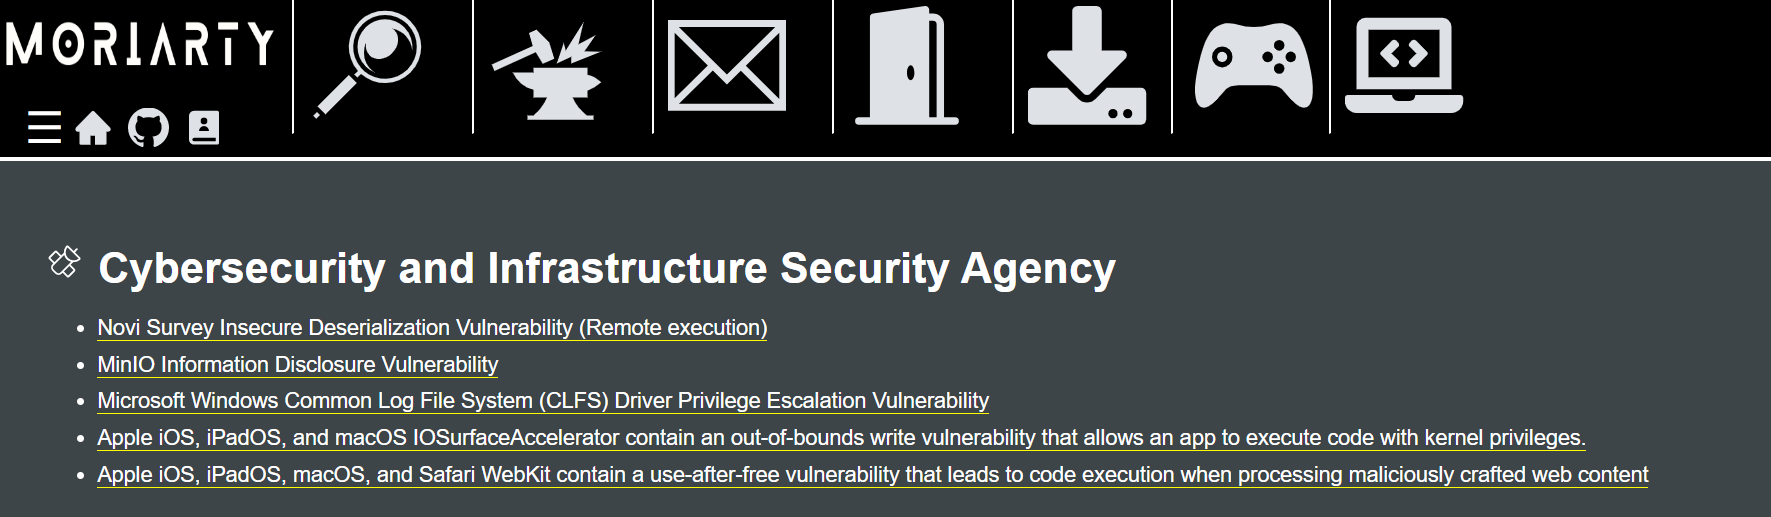 MORIARTY
Cybersecurity and Infrastructure Security Agency
Novi Survey Insecure Deserialization Vulnerability (Remote execution)
MinIO Information Disclosure Vulnerability
Microsoft Windows Common Log File System (CLFS) Driver Privilege Escalation Vulnerability
Apple iOS, iPadOS, and macOS IOSurfaceAccelerator contain an out-of-bounds write vulnerability that allows an app to execute code with kernel privileges.
Apple iOS, iPadOS, macOS, and Safari WebKit contain a use-after-free vulnerability that leads to code execution when processing maliciously crafted web content